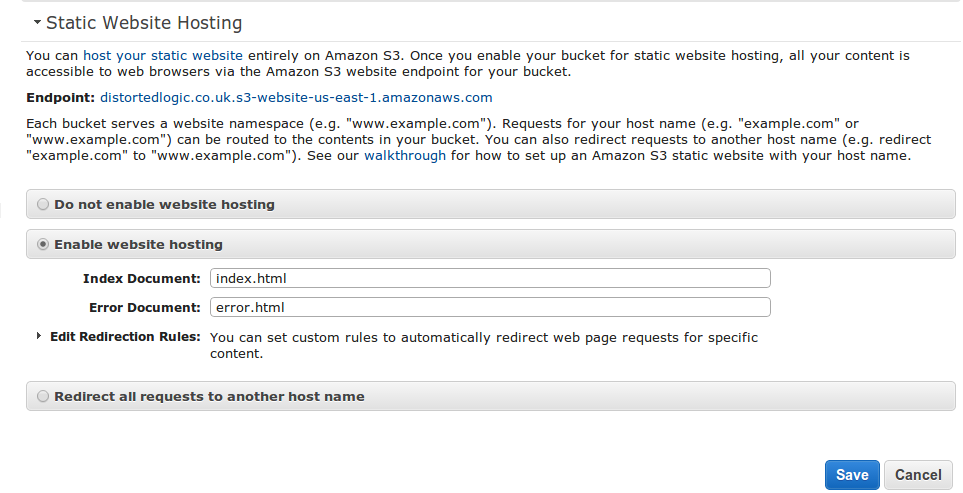 Static Website Hosting
You can host your static website entirely on Amazon S3. Once you enable your bucket for static website hosting, all your content is
accessible to web browsers via the Amazon S3 website endpoint for your bucket.
Endpoint: distortedlogic.co.uk.s3-website-us-east-1.amazonaws.com
Each bucket serves a website namespace (e.g. "www.example.com"). Requests for your host name (e.g. "example.com" or
"www.example.com") can be routed to the contents in your bucket. You can also redirect requests to another host name (e.g. redirect
"example.com" to "www.example.com"). See our walkthrough for how to set up an Amazon S3 static website with your host name.
Do not enable website hosting
Enable website hosting
Index Document: index.html
Error Document: error.html
Edit Redirection Rules: You can set custom rules to automatically redirect web page requests for specific
content.
Redirect all requests to another host name
Save Cancel